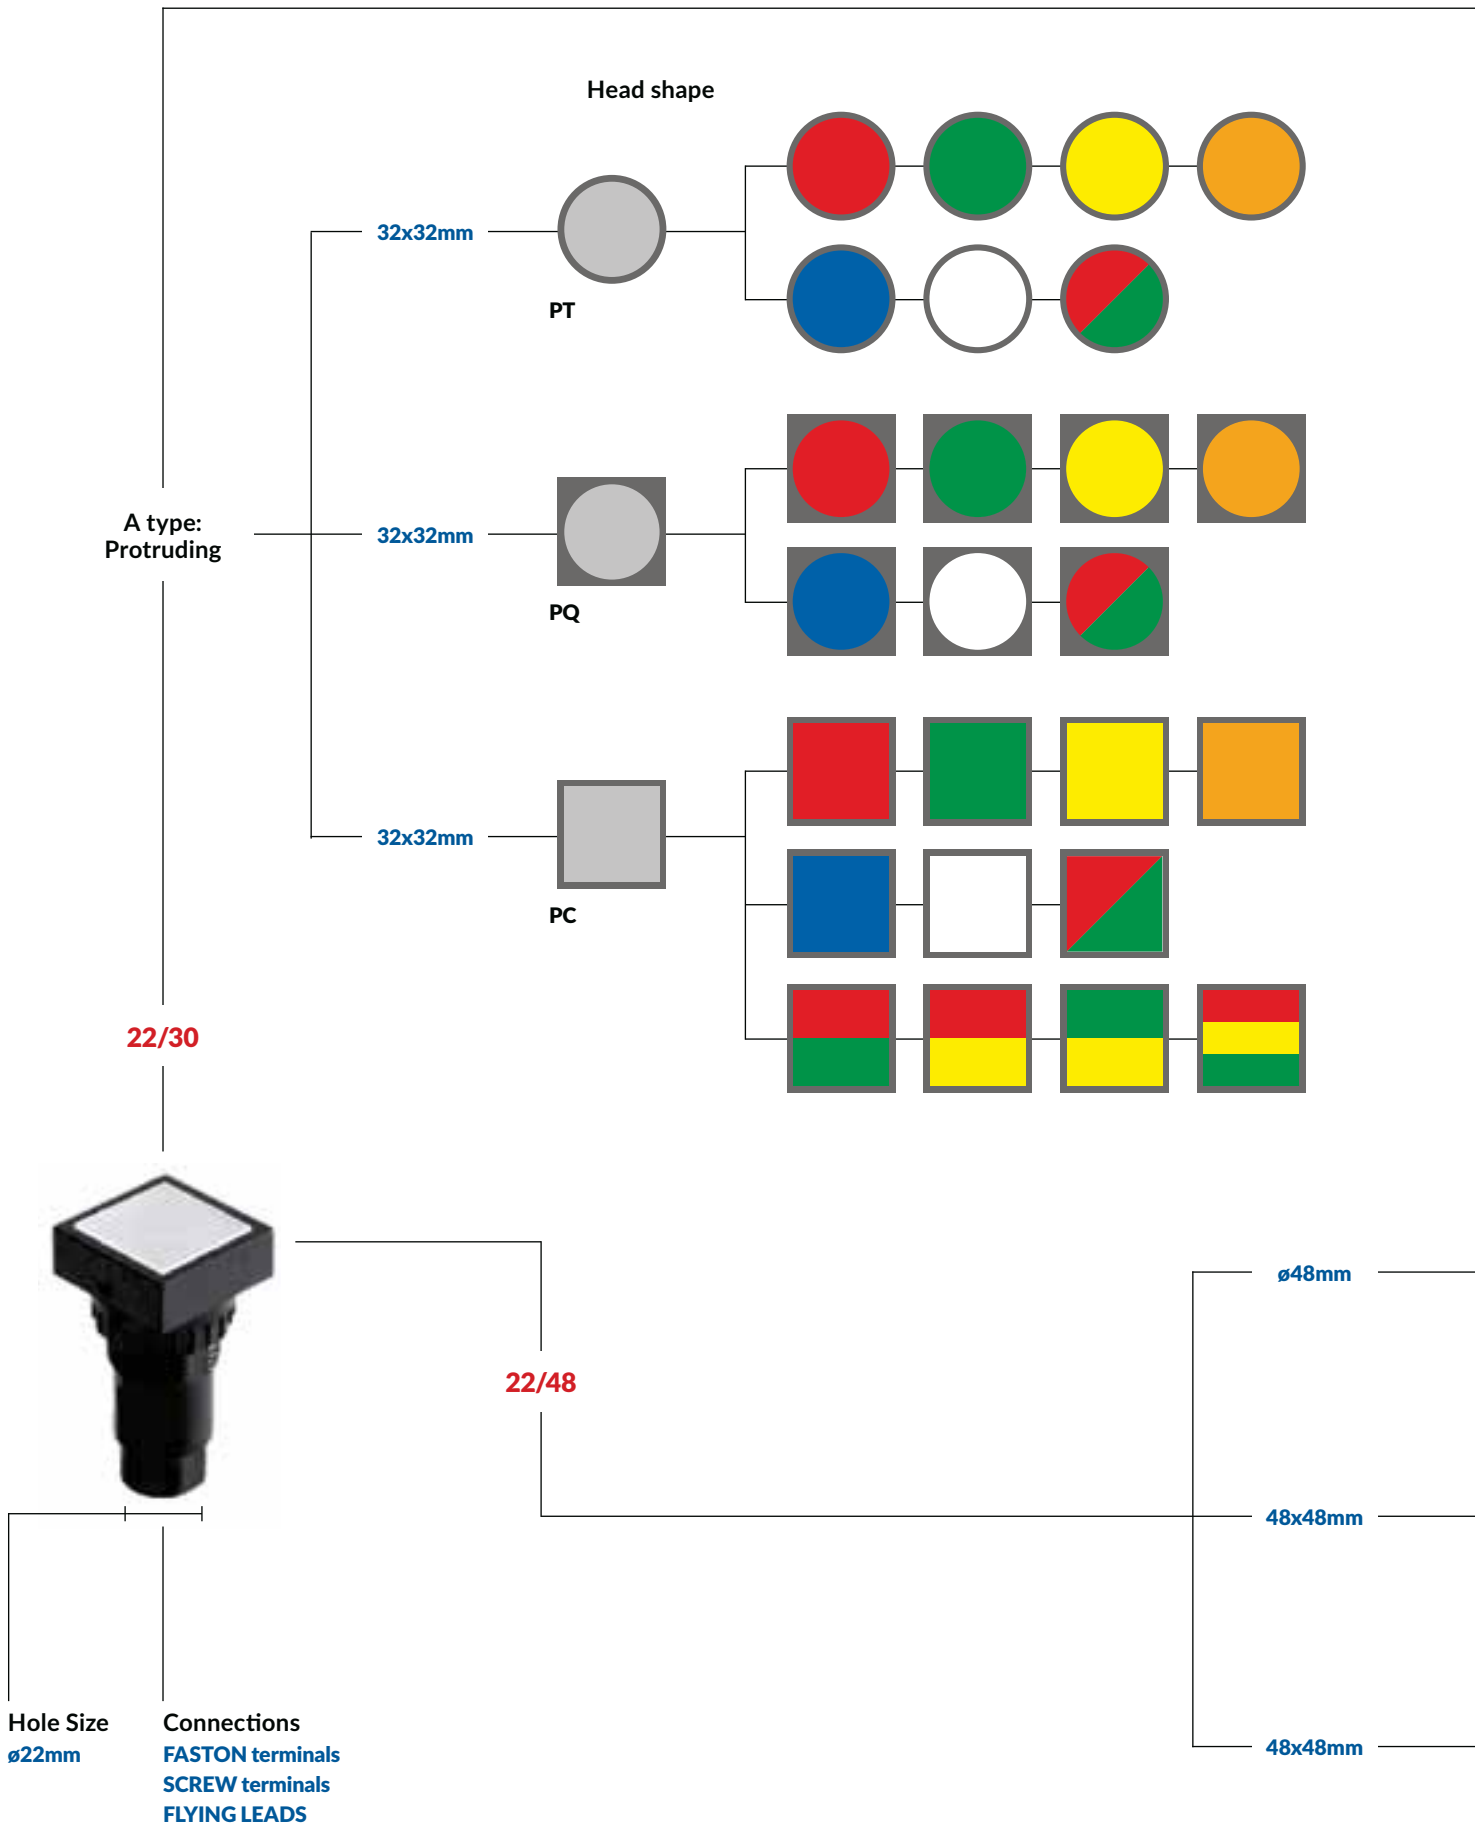 Head shape
32x32mm
PT
A type:
Protruding
32x32mm
PQ
32x32mm
PC
22/30
ø48mm
22/48
48x48mm
48x48mm
Hole Size
ø22mm
Connections
FASTON terminals
SCREW terminals
FLYING LEADS